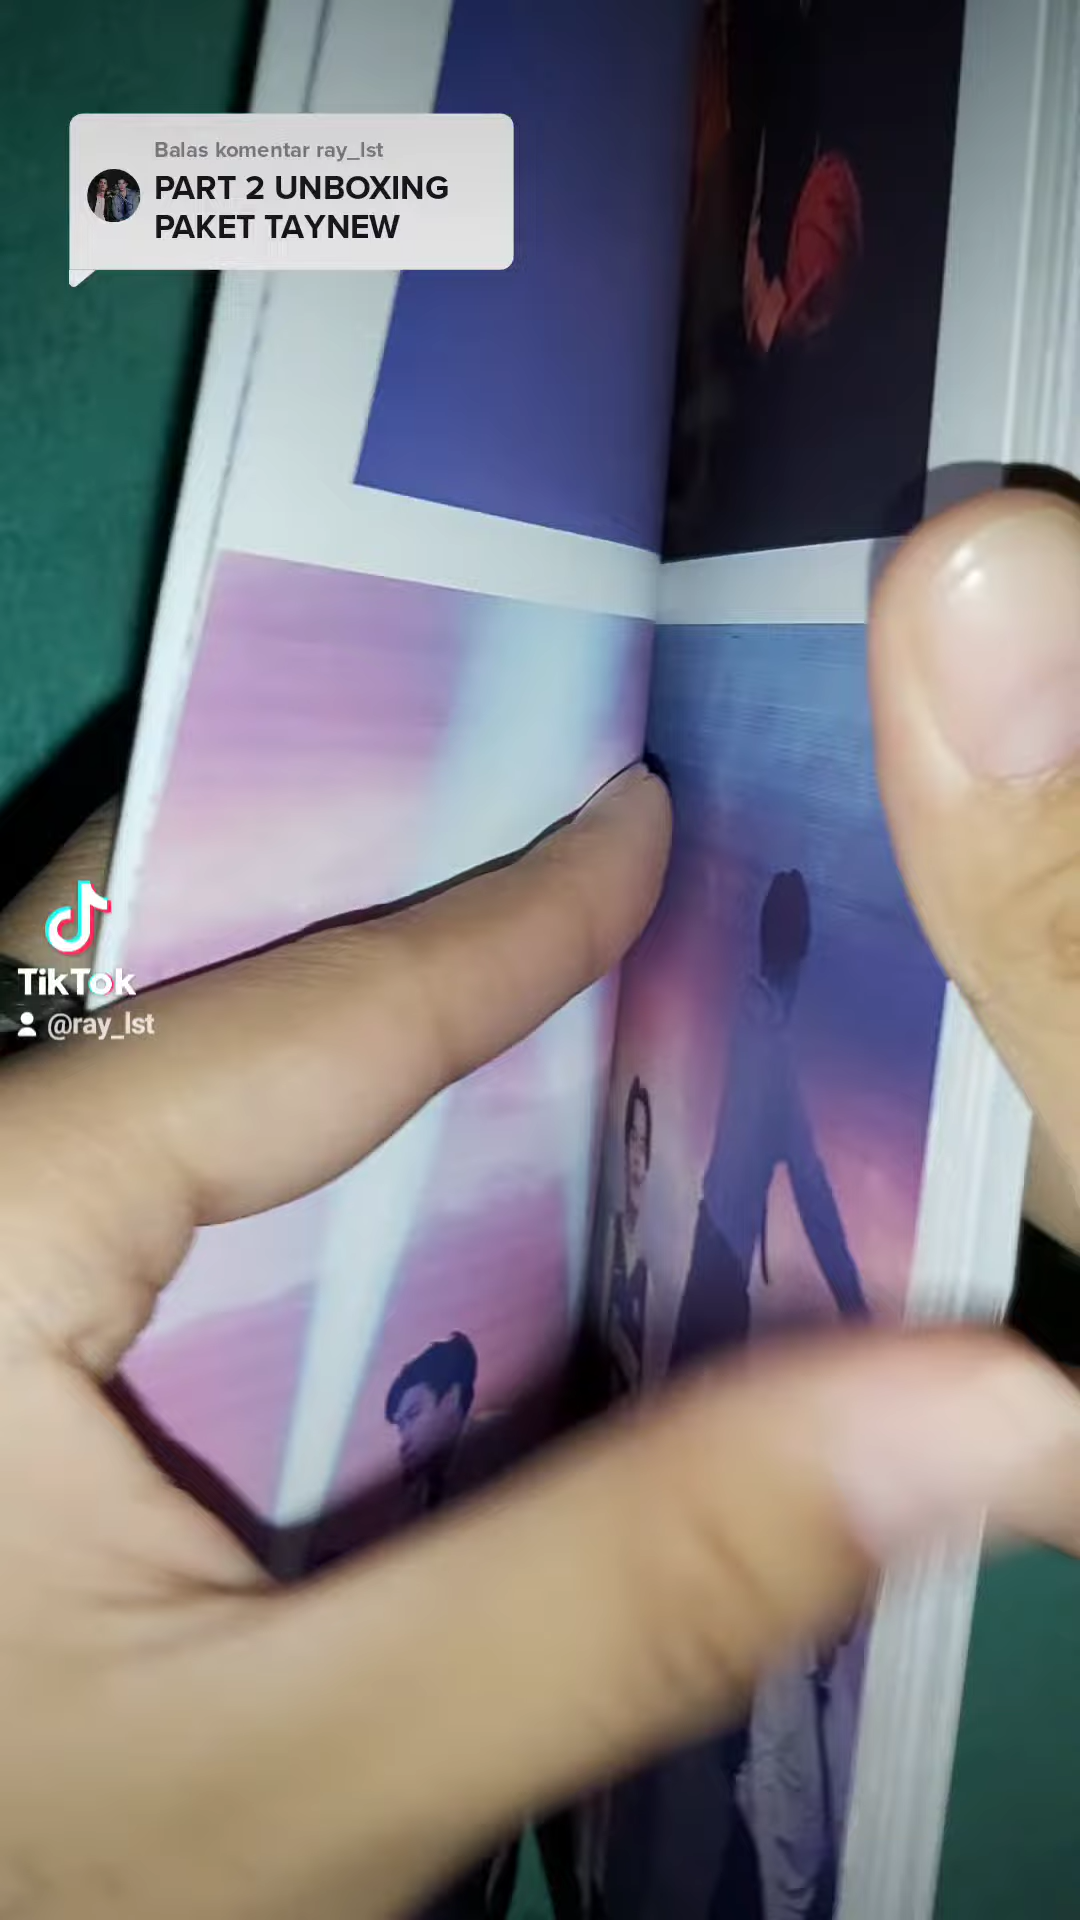 Balas komentar ray_lst
PART 2 UNBOXING
PAKET TAYNEW
TikTok
@ray_lst